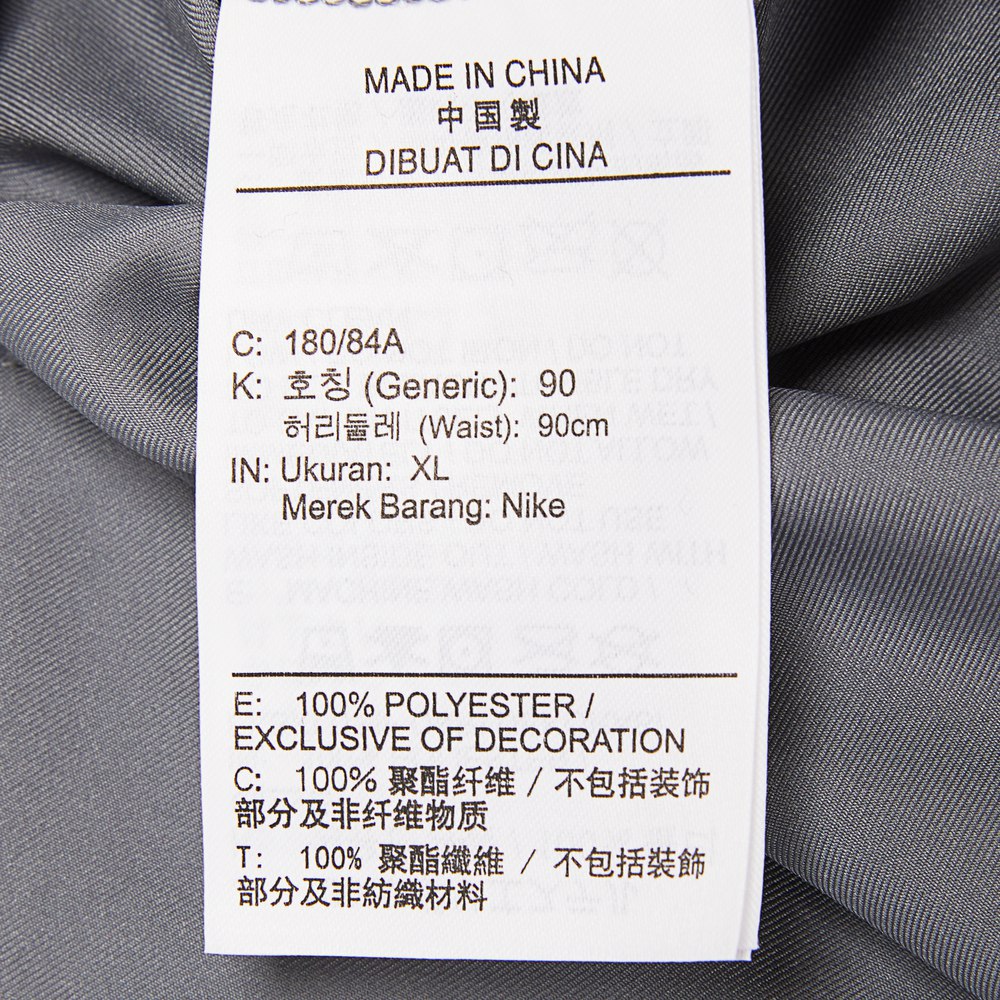 MADE IN CHINA
中国製
DIBUAT DI CINA
C: 180/84A
K: 호칭 (Generic): 90
허리둘레 (Waist): 90cm
IN: Ukuran: XL
Merek Barang: Nike
E: 100% POLYESTER /
EXCLUSIVE OF DECORATION
C: 100% 聚酯纤维 / 不包括装饰
部分及非纤维物质
T: 100% 聚酯纖維 / 不包括裝飾
部分及非紡織材料